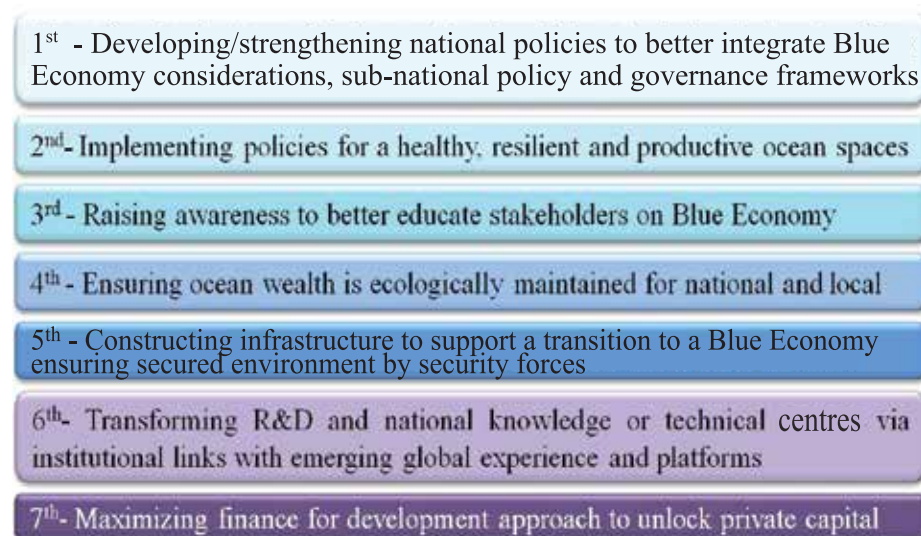 1st - Developing/strengthening national policies to better integrate Blue
Economy considerations, sub-national policy and governance frameworks
2nd- Implementing policies for a healthy, resilient and productive ocean spaces
3rd - Raising awareness to better educate stakeholders on Blue Economy
4th - Ensuring ocean wealth is ecologically maintained for national and local
5th - Constructing infrastructure to support a transition to a Blue Economy
ensuring secured environment by security forces
6th- Transforming R&D and national knowledge or technical centres via
institutional links with emerging global experience and platforms
7th- Maximizing finance for development approach to unlock private capital